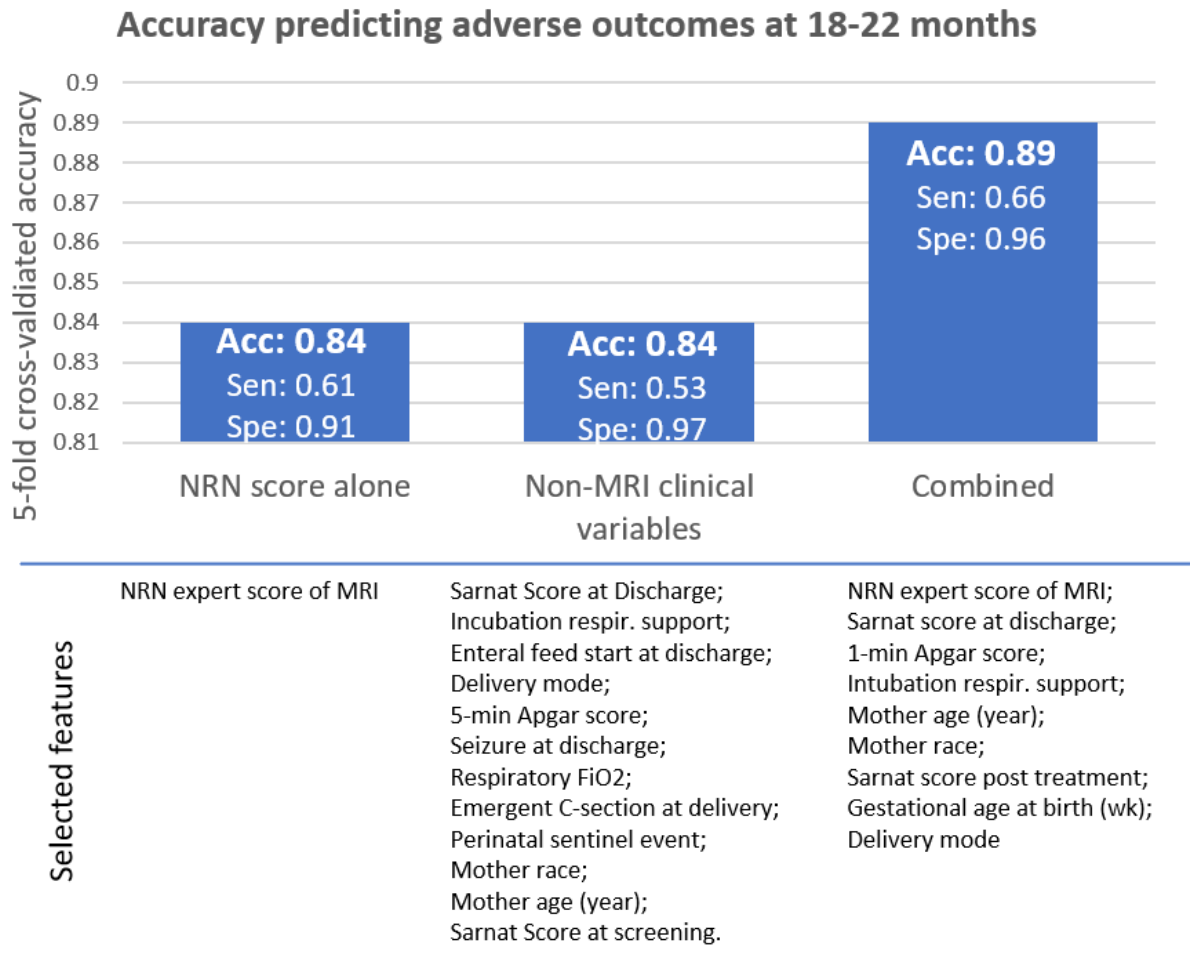 Accuracy predicting adverse outcomes at 18-22 months
5-fold cross-valdiated accuracy
0.9
0.89
0.88
0.87
0.86
0.85
0.84
0.83
0.82
0.81
Acc: 0.84
Sen: 0.61
Spe: 0.91
Acc: 0.84
Sen: 0.53
Spe: 0.97
Acc: 0.89
Sen: 0.66
Spe: 0.96
NRN score alone
Non-MRI clinical
variables
Combined
Selected features
NRN expert score of MRI
Sarnat Score at Discharge;
Incubation respir. support;
Enteral feed start at discharge;
Delivery mode;
5-min Apgar score;
Seizure at discharge;
Respiratory FiO2;
Emergent C-section at delivery;
Perinatal sentinel event;
Mother race;
Mother age (year);
Sarnat Score at screening.
NRN expert score of MRI;
Sarnat score at discharge;
1-min Apgar score;
Intubation respir. support;
Mother age (year);
Mother race;
Sarnat score post treatment;
Gestational age at birth (wk);
Delivery mode